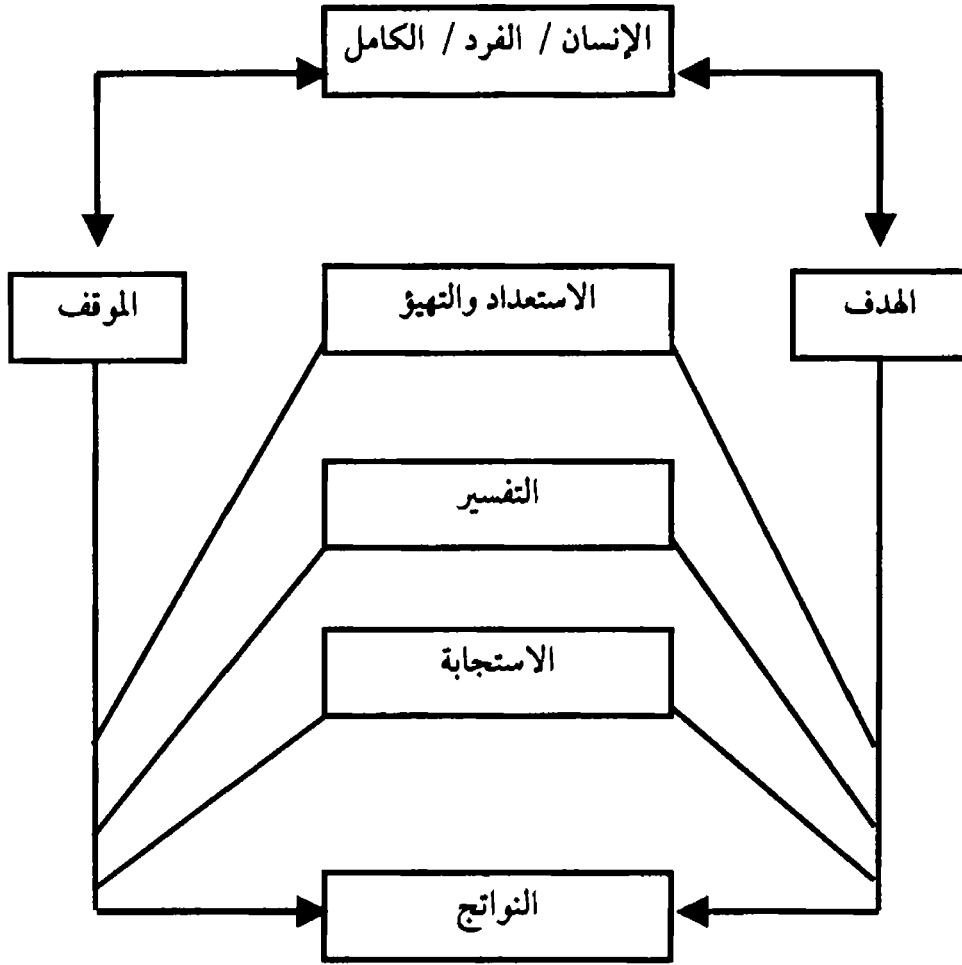 الإنسان / الفرد / الكامل
الهدف
الاستعداد والتهيؤ
الموقف
التفسير
الاستجابة
النواتج